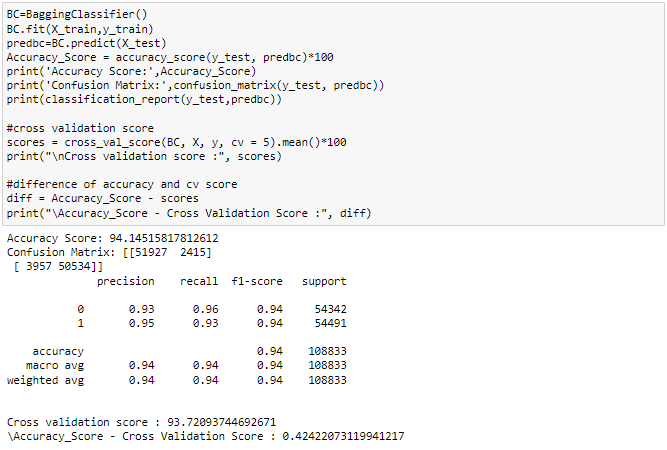 BC=BaggingClassifier()
BC.fit(X_train,y_train)
predbc=BC.predict(X_test)
Accuracy_Score = accuracy_score(y_test, predbc)*100
print('Accuracy Score:',Accuracy_Score)
print('Confusion Matrix:',confusion_matrix(y_test, predbc))
print(classification_report(y_test,predbc))
#cross validation score
scores = cross_val_score(BC, X, y, cv = 5).mean()*100
print("\nCross validation score :", scores)
#difference of accuracy and cv score
diff = Accuracy_Score - scores
print("\Accuracy_Score - Cross Validation Score :", diff)
Accuracy Score: 94.14515817812612
Confusion Matrix: [[51927  2415]
 [ 3957 50534]]
              precision    recall  f1-score   support
           0       0.93      0.96      0.94     54342
           1       0.95      0.93      0.94     54491
    accuracy                           0.94    108833
   macro avg       0.94      0.94      0.94    108833
weighted avg       0.94      0.94      0.94    108833
Cross validation score : 93.72093744692671
\Accuracy_Score - Cross Validation Score : 0.42422073119941217